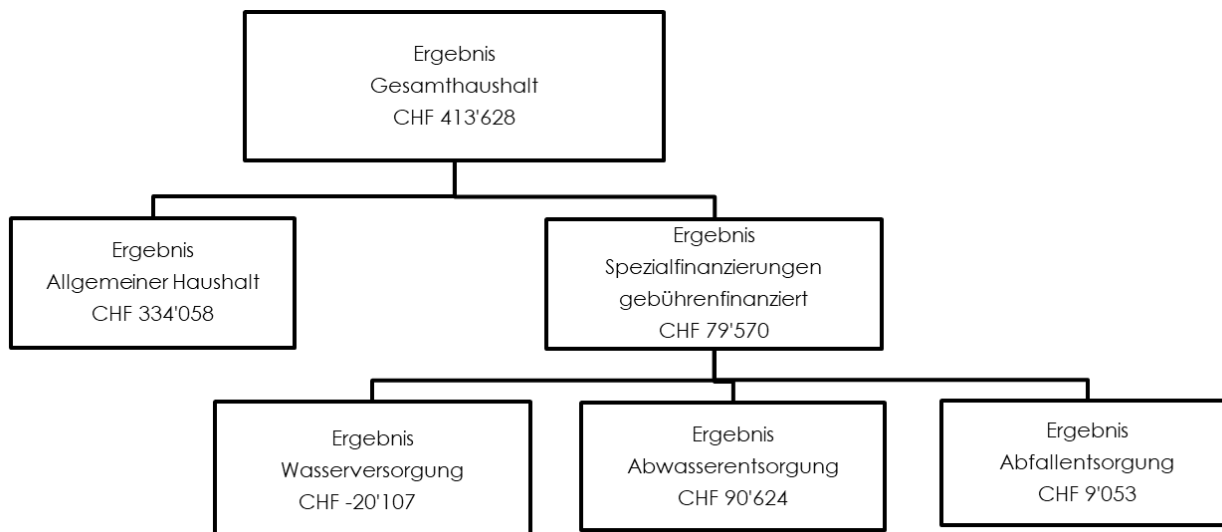 Ergebnis
Gesamthaushalt
CHF 413'628
Ergebnis
Allgemeiner Haushalt
CHF 334'058
Ergebnis
Spezialfinanzierungen
gebührenfinanziert
CHF 79'570
Ergebnis
Wasserversorgung
CHF -20'107
Ergebnis
Abwasserentsorgung
CHF 90'624
Ergebnis
Abfallentsorgung
CHF 9'053